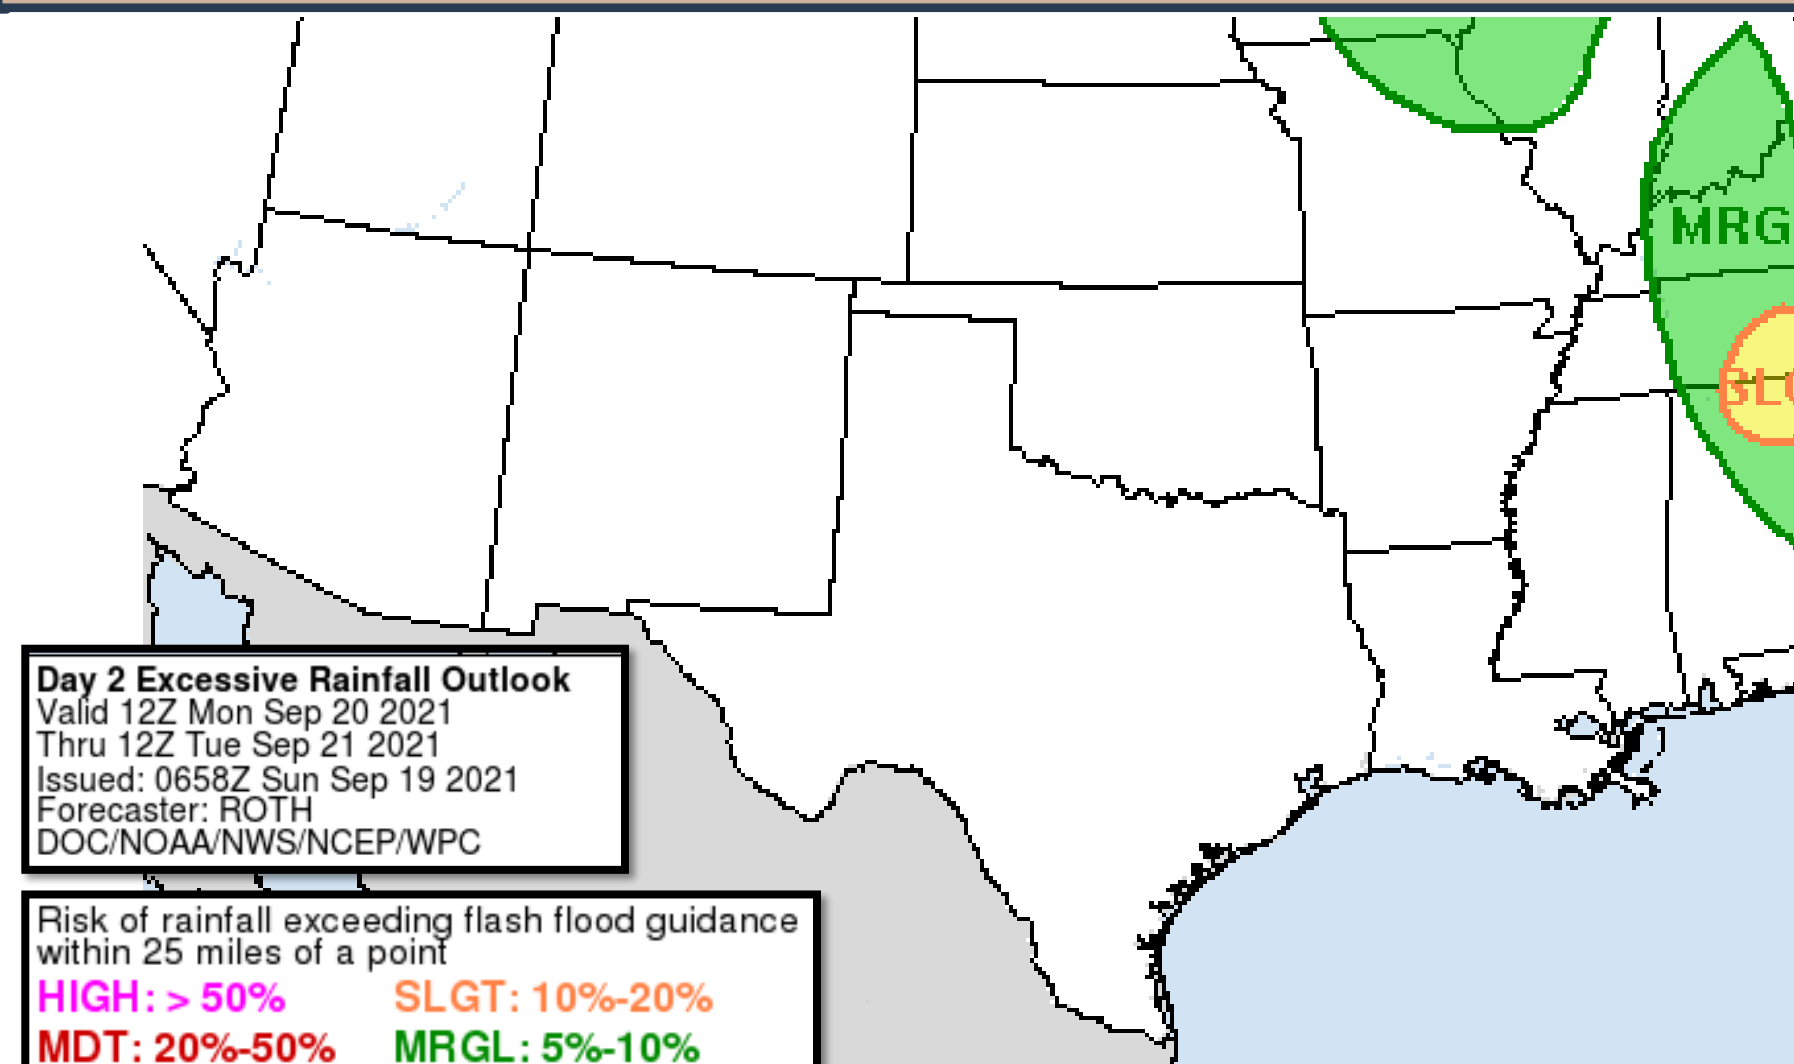 MRG
SL
Day 2 Excessive Rainfall Outlook
Valid 12Z Mon Sep 20 2021
Thru 12Z Tue Sep 21 2021
Issued: 0658Z Sun Sep 19 2021
Forecaster: ROTH
DOC/NOAA/NWS/NCEP/WPC
Risk of rainfall exceeding flash flood guidance
within 25 miles of a point
HIGH: > 50% SLGT: 10%-20%
MDT: 20%-50% MRGL: 5%-10%